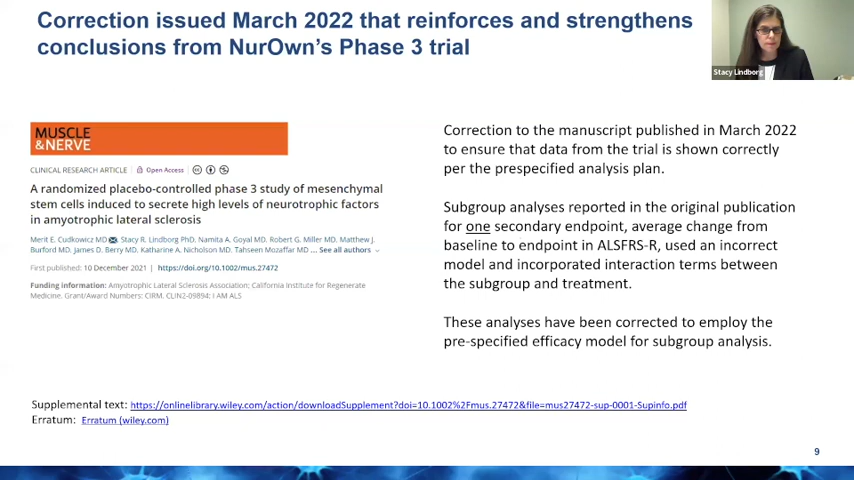 Correction issued March 2022 that reinforces and strengthens
conclusions from NurOwn's Phase 3 trial
Stacy Lindborg
MUSCLE
&NERVE
CLINICAL RESEARCH ARTICLE | Open Access |
A randomized placebo-controlled phase 3 study of mesenchymal
stem cells induced to secrete high levels of neurotrophic factors
in amyotrophic lateral sclerosis
Merit E. Cudkowicz MD, Stacy R. Lindborg PhD, Namita A. Goyal MD, Robert G. Miller MD, Matthew J.
Burford MD, James D. Berry MD, Katharine A. Nicholson MD, Tahseen Mozaffar MD ... See all authors
First published: 10 December 2021 | https://doi.org/10.1002/mus.27472
Funding information: Amyotrophic Lateral Sclerosis Association; California Institute for Regenerate
Medicine, Grant/Award Numbers: CIRM, CLIN2-09894; I AM ALS
Correction to the manuscript published in March 2022
to ensure that data from the trial is shown correctly
per the prespecified analysis plan.
Subgroup analyses reported in the original publication
for one secondary endpoint, average change from
baseline to endpoint in ALSFRS-R, used an incorrect
model and incorporated interaction terms between
the subgroup and treatment.
These analyses have been corrected to employ the
pre-specified efficacy model for subgroup analysis.
Supplemental text: https://onlinelibrary.wiley.com/action/downloadSupplement?doi=10.1002%2Fmus.27472&file=mus27472-sup-0001-Supinfo.pdf
Erratum: Erratum (wiley.com)
9